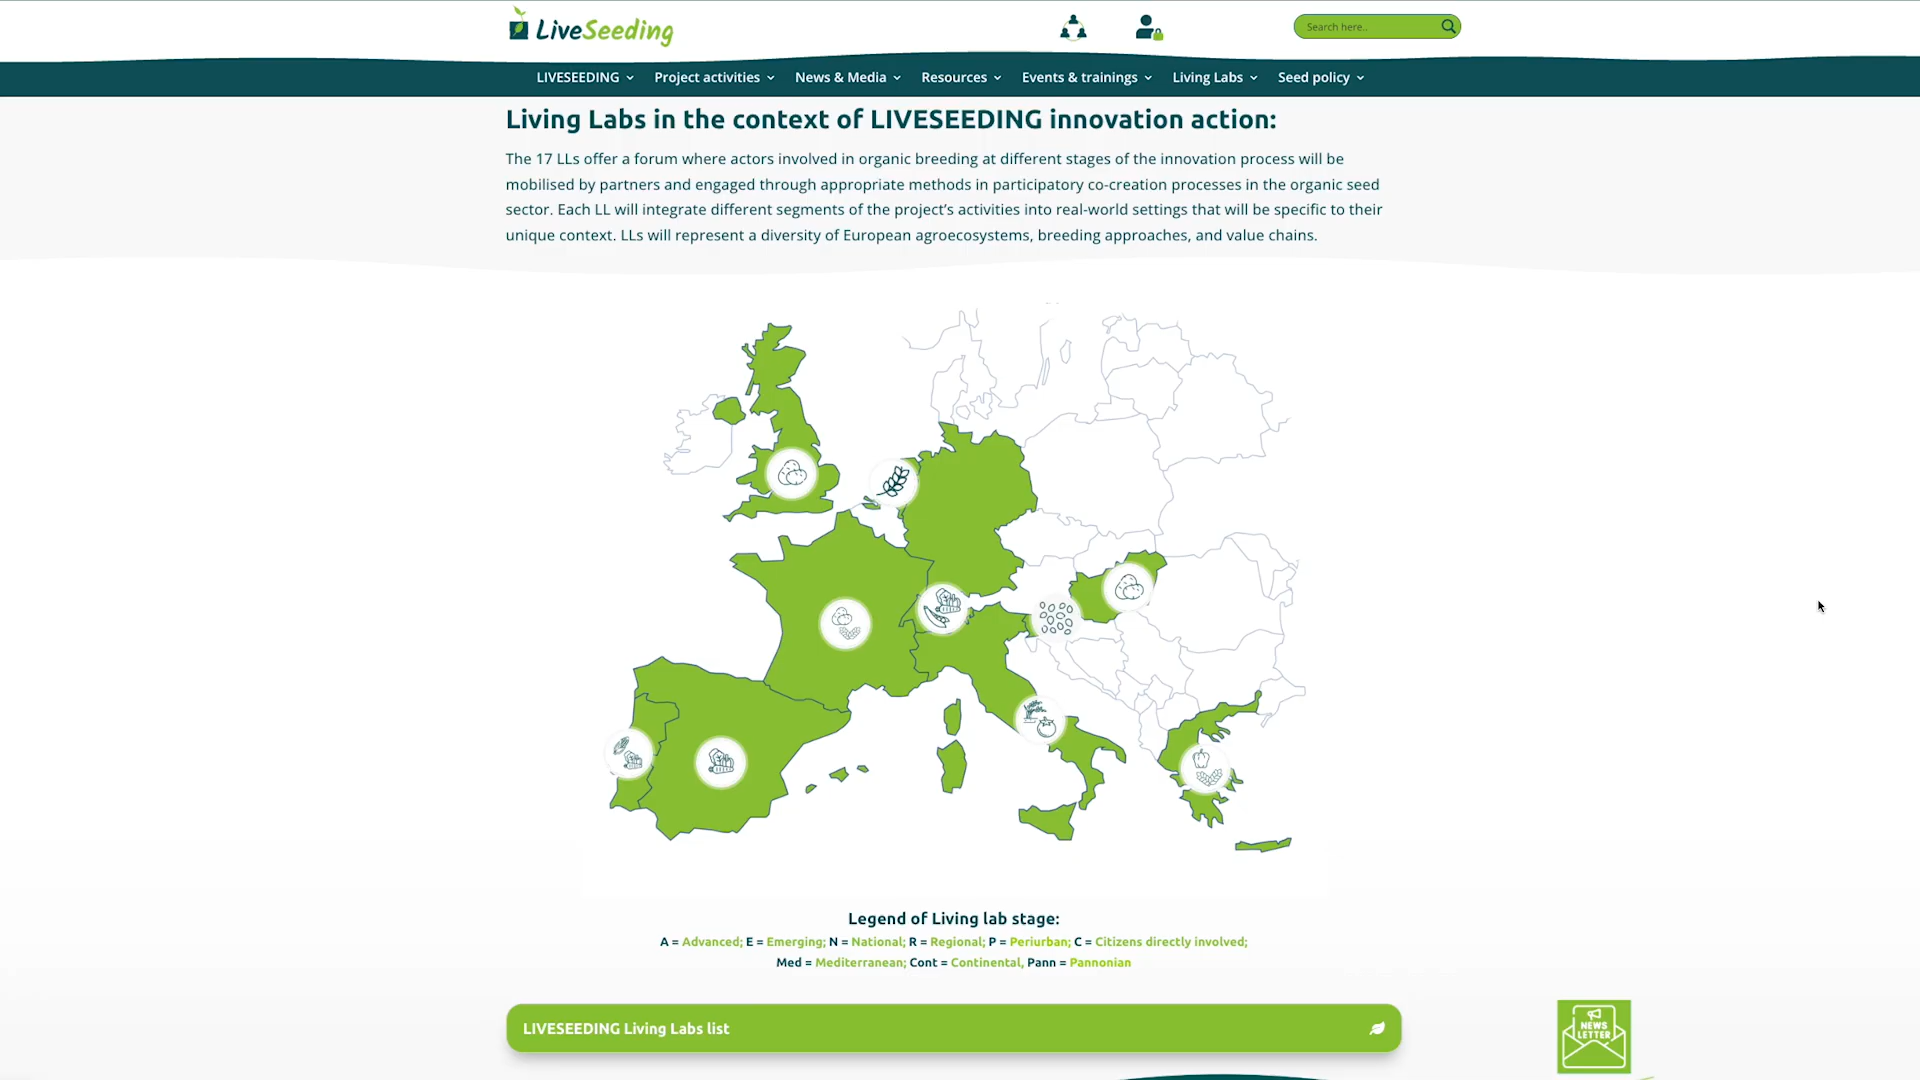 LiveSeeding
Search here..
LIVESEEDING Project activities News & Media Resources Events & trainings Living Labs Seed policy
Living Labs in the context of LIVESEEDING innovation action:
The 17 LLs offer a forum where actors involved in organic breeding at different stages of the innovation process will be
mobilised by partners and engaged through appropriate methods in participatory co-creation processes in the organic seed
sector. Each LL will integrate different segments of the project's activities into real-world settings that will be specific to their
unique context. LLs will represent a diversity of European agroecosystems, breeding approaches, and value chains.
Legend of Living lab stage:
A = Advanced; E = Emerging; N = National; R = Regional; P = Periurban; C = Citizens directly involved;
Med = Mediterranean; Cont = Continental, Pann = Pannonian
LIVESEEDING Living Labs list
NEWS
LETTER